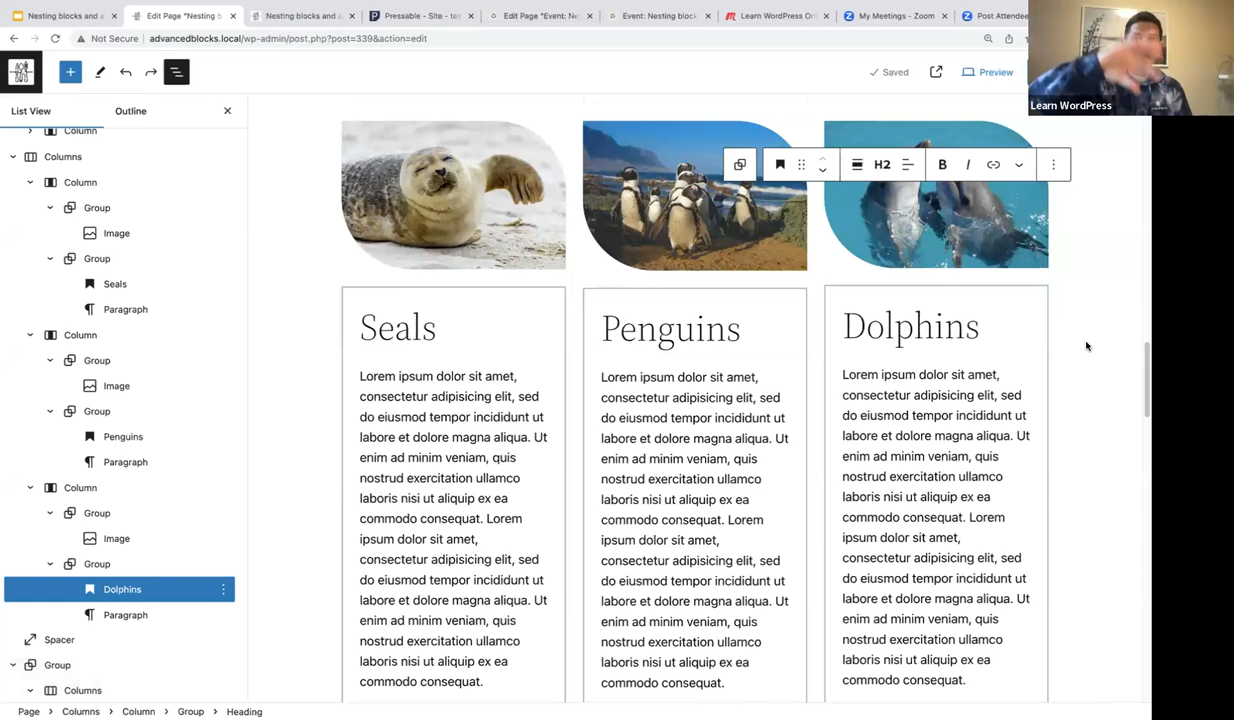 Edit Page "Nesting b
Nesting blocks and a
Pressable - Site - te
Edit Page "Event: Ne
Event: Nesting block
Learn WordPress On
My Meetings - Zoom
Post Attendee
Not Secure
advancedblocks.local/wp-admin/post.php?post=339&action=edit
Saved
Preview
Learn WordPress
List View
Outline
Column
Columns
Column
Group
Image
Group
Seals
Paragraph
Column
Group
Image
Group
Penguins
Paragraph
Column
Group
Image
Group
Dolphins
Paragraph
Spacer
Group
Columns
H2
B
I
Seals
Lorem ipsum dolor sit amet,
consectetur adipisicing elit, sed
do eiusmod tempor incididunt ut
labore et dolore magna aliqua. Ut
enim ad minim veniam, quis
nostrud exercitation ullamco
laboris nisi ut aliquip ex ea
commodo consequat. Lorem
ipsum dolor sit amet,
consectetur adipisicing elit, sed
do eiusmod tempor incididunt ut
labore et dolore magna aliqua. Ut
enim ad minim veniam, quis
nostrud exercitation ullamco
laboris nisi ut aliquip ex ea
commodo consequat.
Penguins
Lorem ipsum dolor sit amet,
consectetur adipisicing elit, sed
do eiusmod tempor incididunt ut
labore et dolore magna aliqua. Ut
enim ad minim veniam, quis
nostrud exercitation ullamco
laboris nisi ut aliquip ex ea
commodo consequat. Lorem
ipsum dolor sit amet,
consectetur adipisicing elit, sed
do eiusmod tempor incididunt ut
labore et dolore magna aliqua. Ut
enim ad minim veniam, quis
nostrud exercitation ullamco
laboris nisi ut aliquip ex ea
commodo consequat.
Dolphins
Lorem ipsum dolor sit amet,
consectetur adipisicing elit, sed
do eiusmod tempor incididunt ut
labore et dolore magna aliqua. Ut
enim ad minim veniam, quis
nostrud exercitation ullamco
laboris nisi ut aliquip ex ea
commodo consequat. Lorem
ipsum dolor sit amet,
consectetur adipisicing elit, sed
do eiusmod tempor incididunt ut
labore et dolore magna aliqua. Ut
enim ad minim veniam, quis
nostrud exercitation ullamco
laboris nisi ut aliquip ex ea
commodo consequat.
Page › Columns › Column › Group › Heading